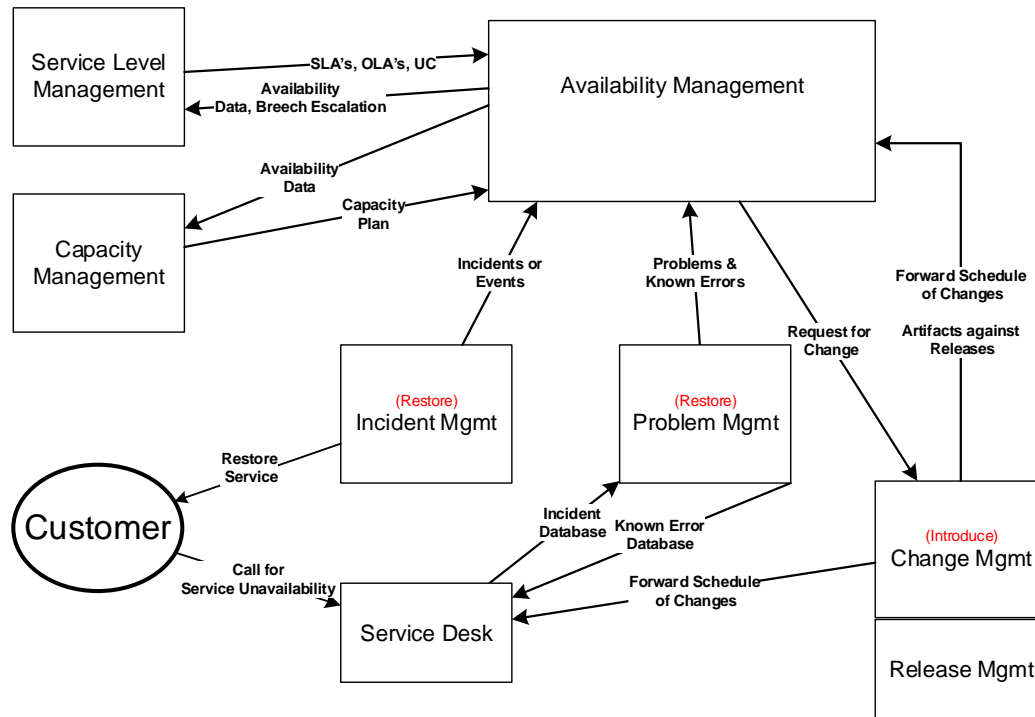 Service Level
Management
SLA's, OLA's, UC
Availability
Data, Breech Escalation
Availability Management
Availability
Data
Capacity
Plan
Capacity
Management
Incidents or
Events
Problems &
Known Errors
Forward Schedule
of Changes
Request for
Change
Artifacts against
Releases
(Restore)
Incident Mgmt
(Restore)
Problem Mgmt
Restore
Service
Customer
Incident
Database
Known Error
Database
(Introduce)
Change Mgmt
Call for
Service Unavailability
Forward Schedule
of Changes
Service Desk
Release Mgmt